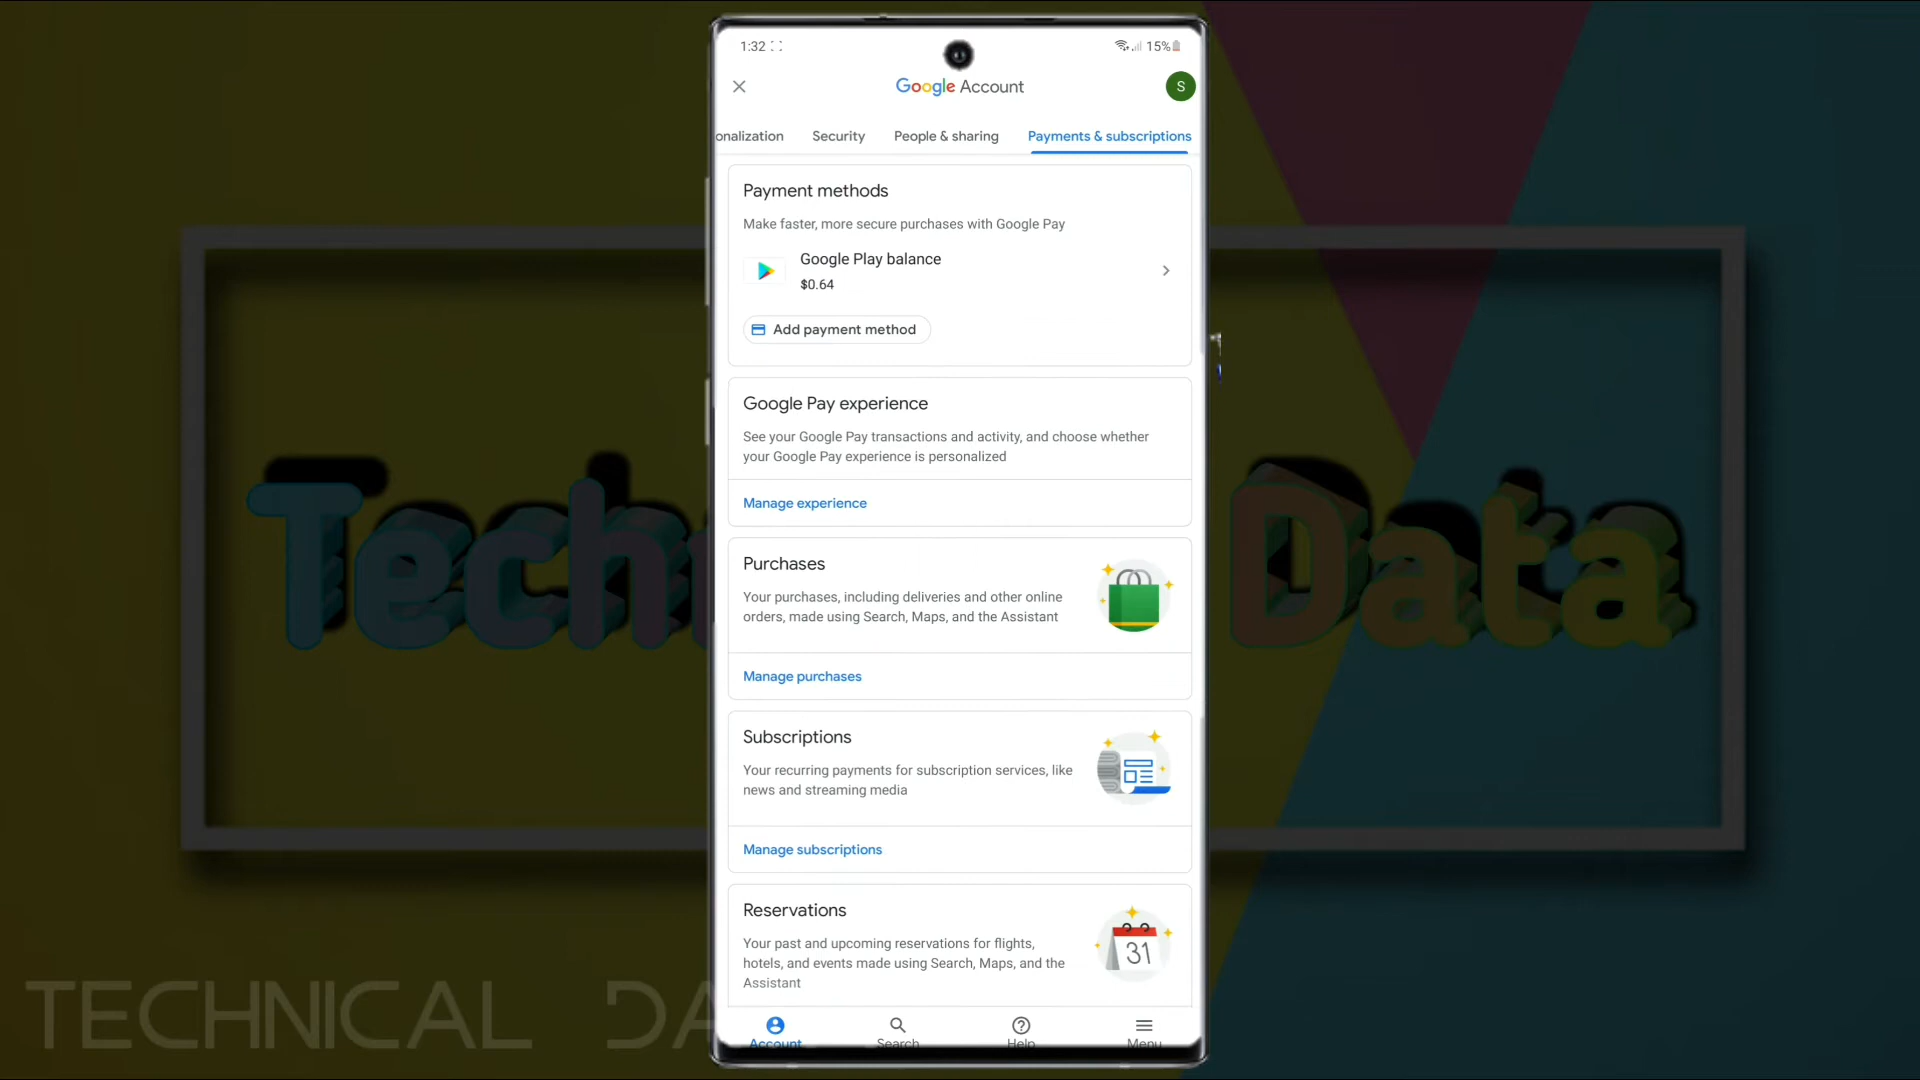 1:32
15%
Google Account
S
onalization Security People & sharing Payments & subscriptions
Payment methods
Make faster, more secure purchases with Google Pay
Google Play balance
$0.64
Add payment method
Google Pay experience
See your Google Pay transactions and activity, and choose whether
your Google Pay experience is personalized
Manage experience
Purchases
Your purchases, including deliveries and other online
orders, made using Search, Maps, and the Assistant
Manage purchases
Subscriptions
Your recurring payments for subscription services, like
news and streaming media
Manage subscriptions
Reservations
Your past and upcoming reservations for flights,
hotels, and events made using Search, Maps, and the
Assistant
31
Account Search Help Menu
Tech Data
TECHNICAL DA